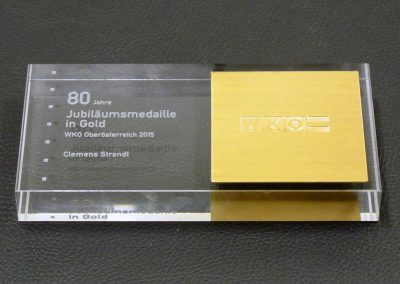 80 Jahre
Jubiläumsmedaille
in Gold
WKO Oberösterreich 2015
Clemens Strandl
WKO